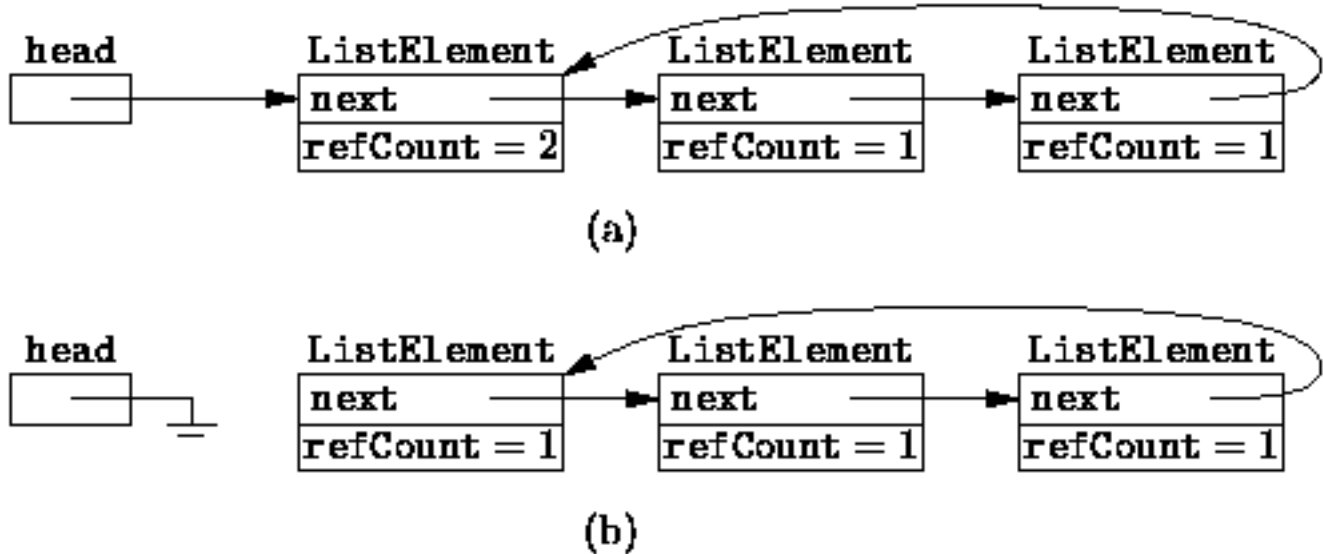 head ListElement ListElement ListElement
next next next
refCount = 2 refCount = 1 refCount = 1
(a)
head ListElement ListElement ListElement
next next next
refCount = 1 refCount = 1 refCount = 1
(b)